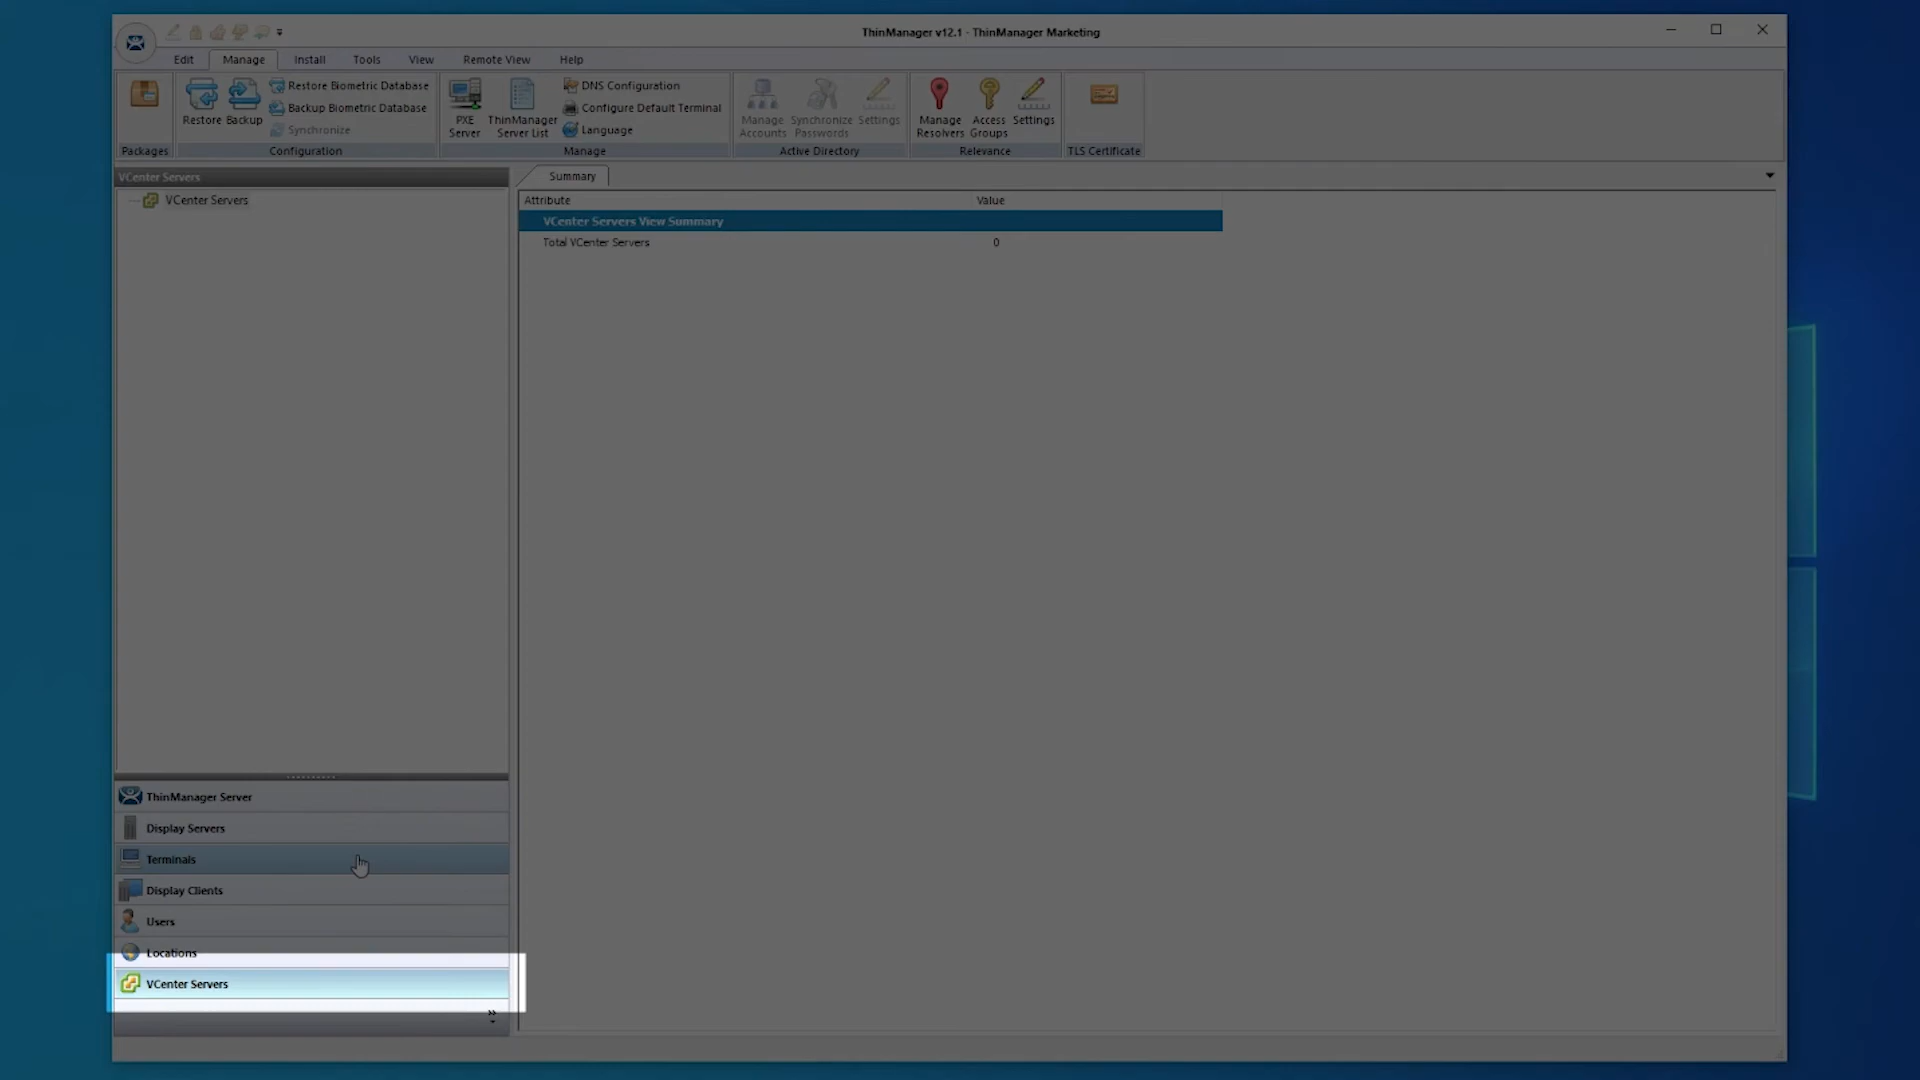 ThinManager v12.1 - ThinManager Marketing
Edit Manage Install Tools View Remote View Help
Restore Backup
Restore Biometric Database
Backup Biometric Database
Synchronize
PXE Server
ThinManager Server List
DNS Configuration
Configure Default Terminal
Language
Manage Accounts
Synchronize Passwords
Settings
Manage Resolvers
Access Groups
Settings
Packages Configuration Manage Active Directory Relevance TLS Certificate
VCenter Servers
VCenter Servers
Summary
Attribute Value
VCenter Servers View Summary
Total VCenter Servers 0
ThinManager Server
Display Servers
Terminals
Display Clients
Users
Locations
VCenter Servers